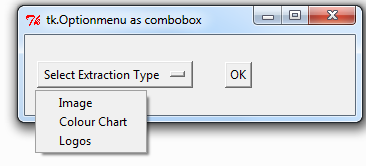 tk.Optionmenu as combobox
Select Extraction Type
OK
Image
Colour Chart
Logos